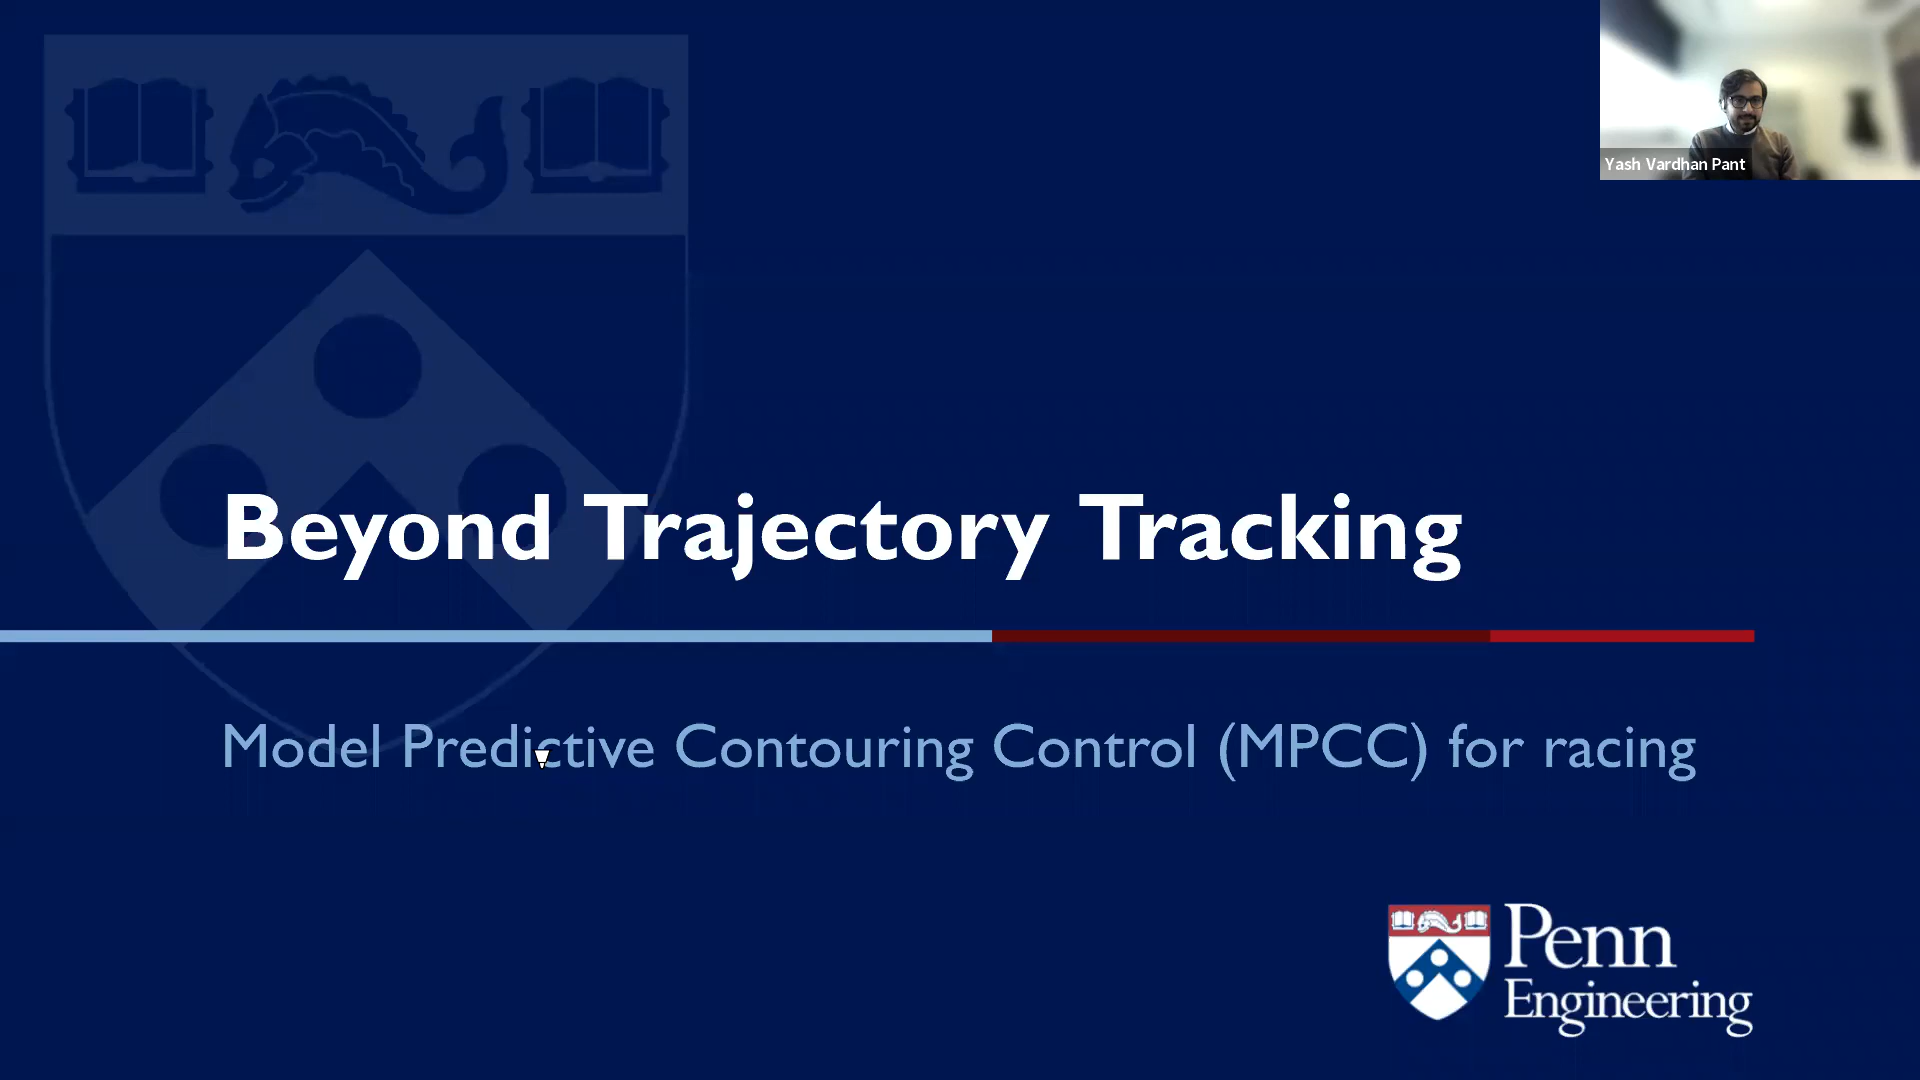 Yash Vardhan Pant
Beyond Trajectory Tracking
Model Predictive Contouring Control (MPCC) for racing
Penn
Engineering